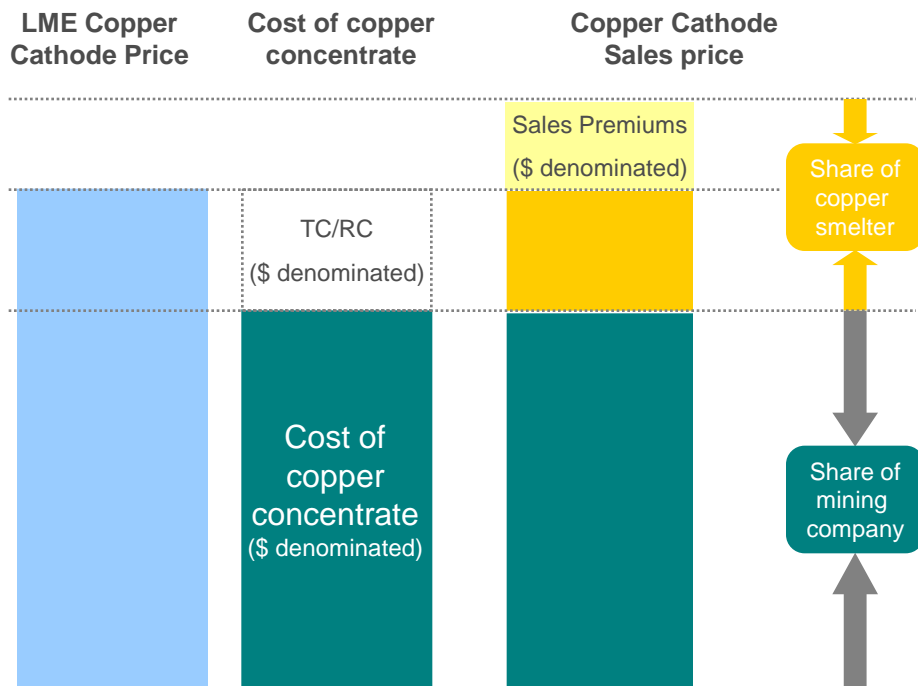 LME Copper
Cathode Price
Cost of copper
concentrate
Copper Cathode
Sales price
Sales Premiums
($ denominated)
TC/RC
($ denominated)
Share of
copper
smelter
Cost of
copper
concentrate
($ denominated)
Share of
mining
company